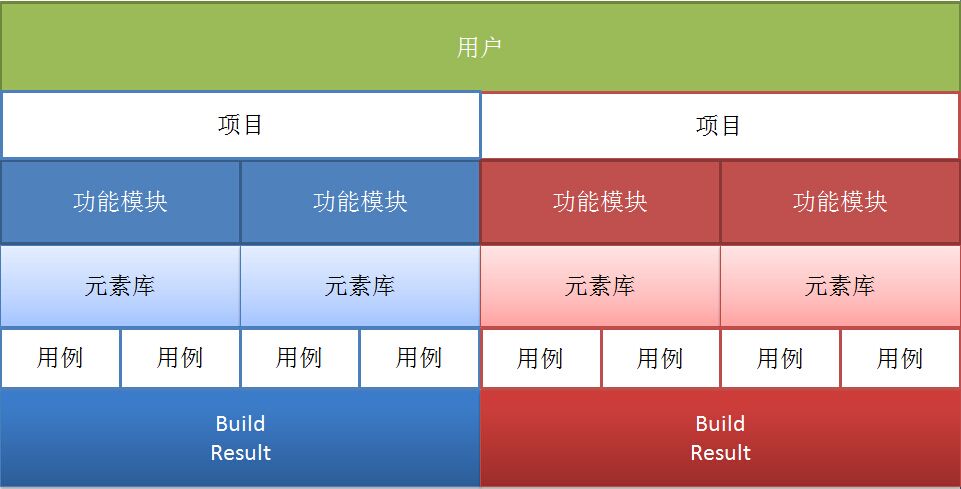 用户
项目 项目
功能模块 功能模块 功能模块 功能模块
元素库 元素库 元素库 元素库
用例 用例 用例 用例 用例 用例 用例 用例
Build Build
Result Result